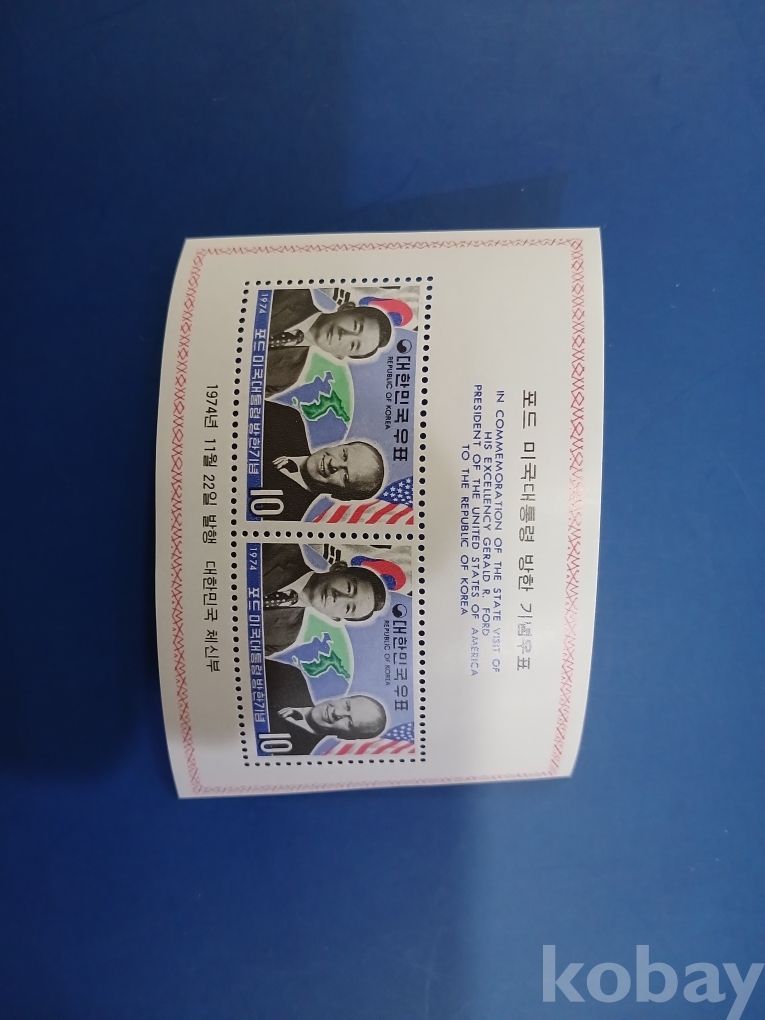 포드 미국대통령 방한 기념우표
IN COMMEMORATION OF THE STATE VISIT OF
HIS EXCELLENCY GERALD R. FORD
PRESIDENT OF THE UNITED STATES OF AMERICA
TO THE REPUBLIC OF KOREA
대한민국우표
REPUBLIC OF KOREA
1974
포드 미국대통령 방한기념
10
대한민국우표
REPUBLIC OF KOREA
1974
포드 미국대통령 방한기념
10
1974년 11월 22일 발행 대한민국 체신부
kobay